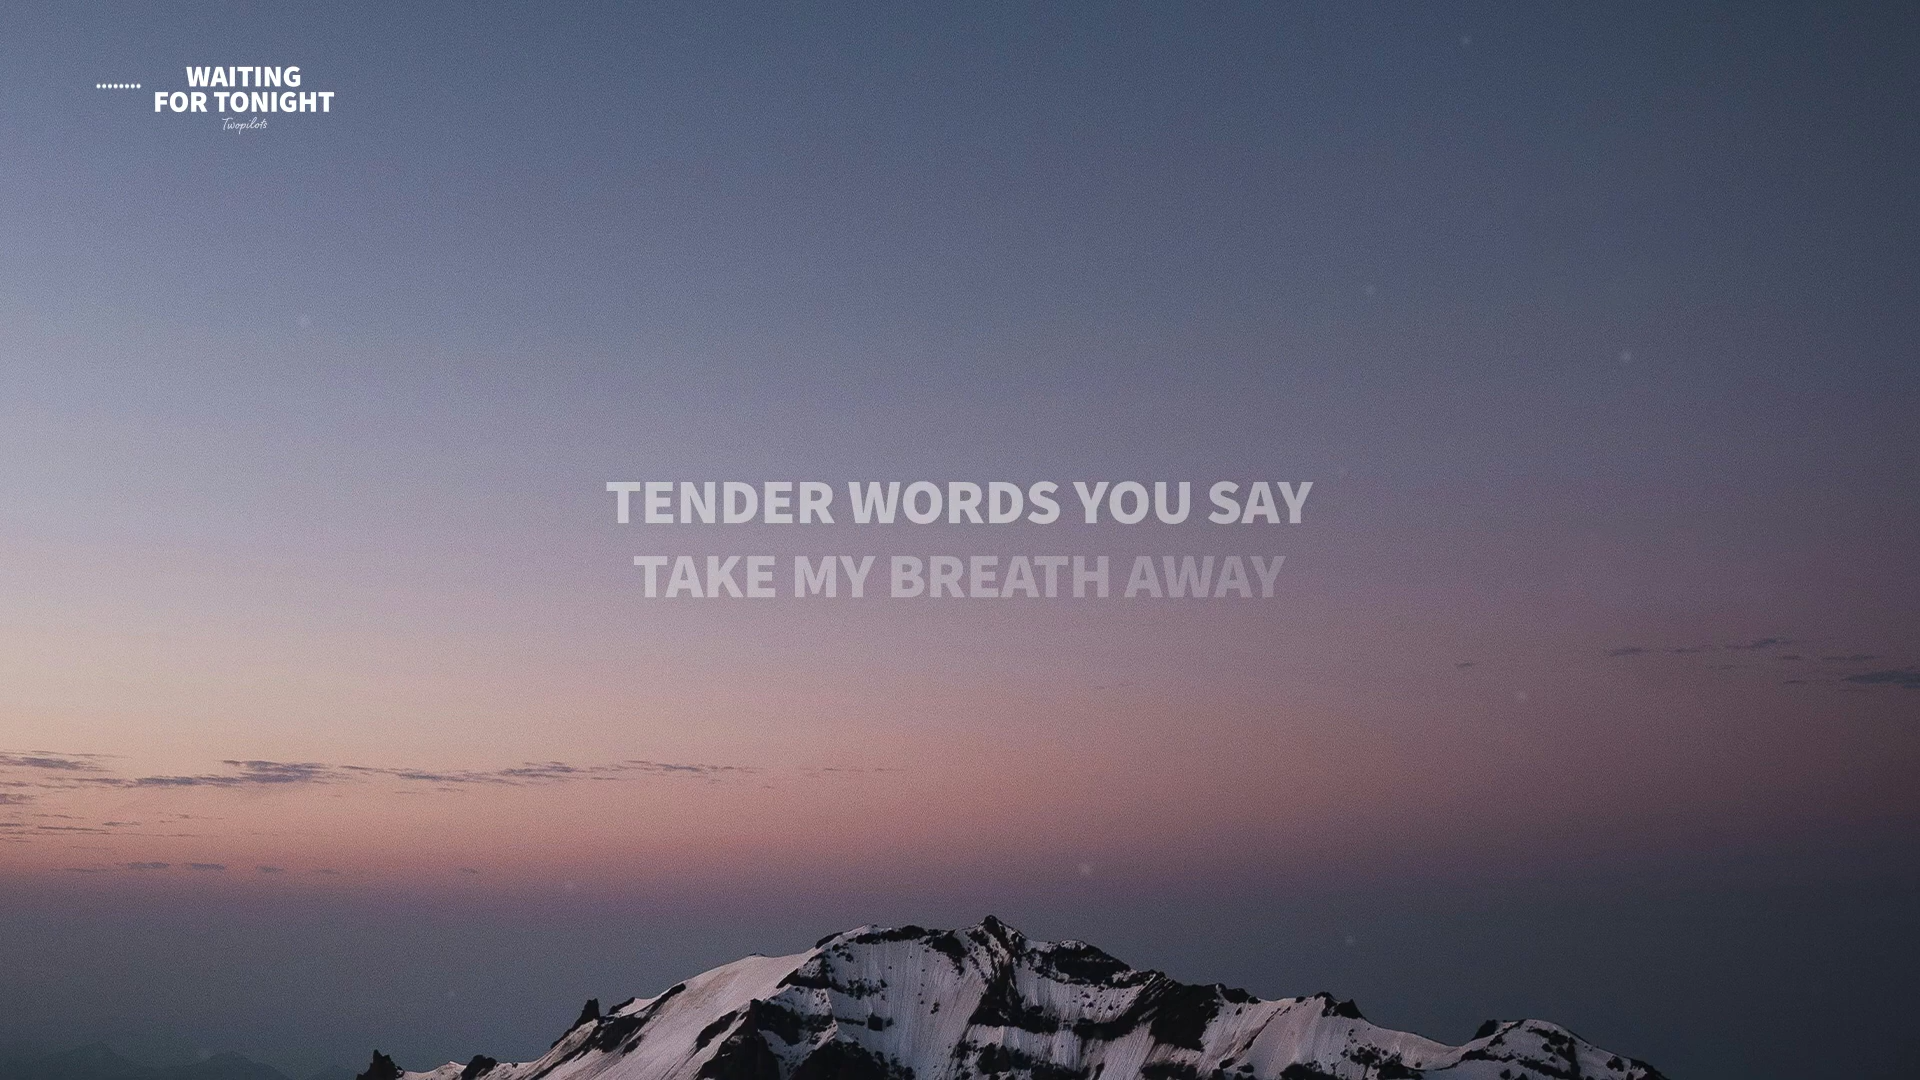 WAITING
FOR TONIGHT
Twopilots
TENDER WORDS YOU SAY
TAKE MY BREATH AWAY